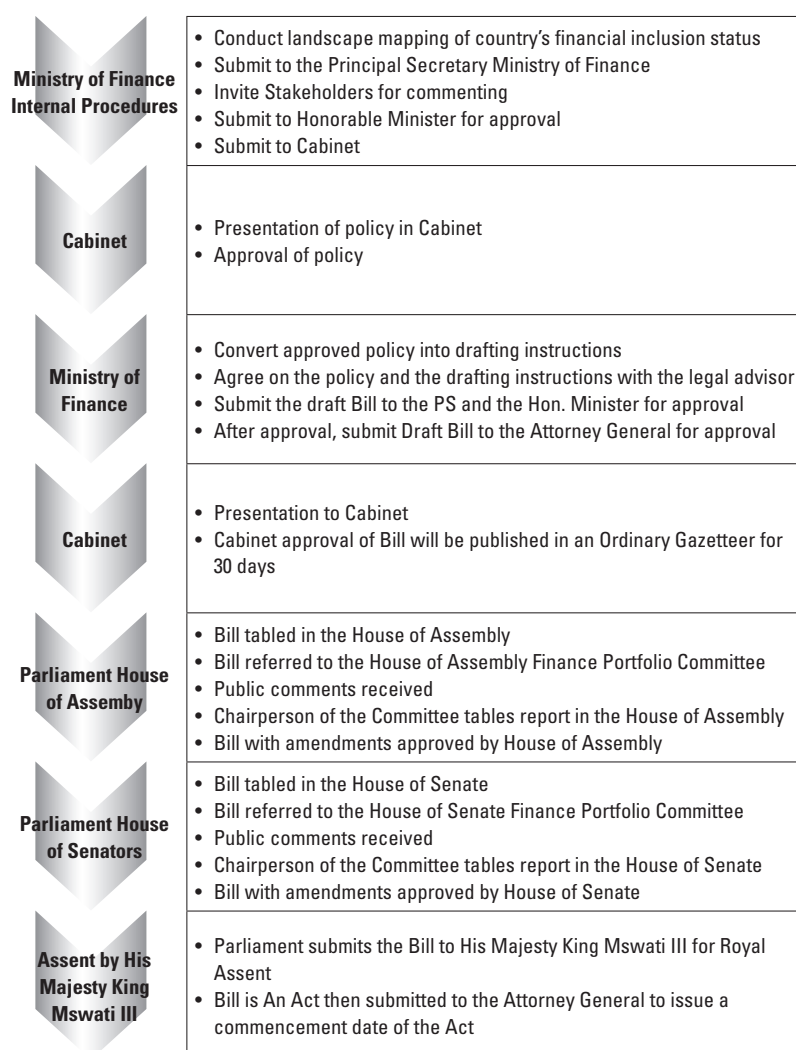 Ministry of Finance
Internal Procedures
• Conduct landscape mapping of country's financial inclusion status
• Submit to the Principal Secretary Ministry of Finance
• Invite Stakeholders for commenting
• Submit to Honorable Minister for approval
• Submit to Cabinet
Cabinet
• Presentation of policy in Cabinet
• Approval of policy
Ministry of
Finance
• Convert approved policy into drafting instructions
• Agree on the policy and the drafting instructions with the legal advisor
• Submit the draft Bill to the PS and the Hon. Minister for approval
• After approval, submit Draft Bill to the Attorney General for approval
Cabinet
• Presentation to Cabinet
• Cabinet approval of Bill will be published in an Ordinary Gazetteer for
30 days
Parliament House
of Assemby
• Bill tabled in the House of Assembly
• Bill referred to the House of Assembly Finance Portfolio Committee
• Public comments received
• Chairperson of the Committee tables report in the House of Assembly
• Bill with amendments approved by House of Assembly
Parliament House
of Senators
• Bill tabled in the House of Senate
• Bill referred to the House of Senate Finance Portfolio Committee
• Public comments received
• Chairperson of the Committee tables report in the House of Senate
• Bill with amendments approved by House of Senate
Assent by His
Majesty King
Mswati III
• Parliament submits the Bill to His Majesty King Mswati III for Royal
Assent
• Bill is An Act then submitted to the Attorney General to issue a
commencement date of the Act